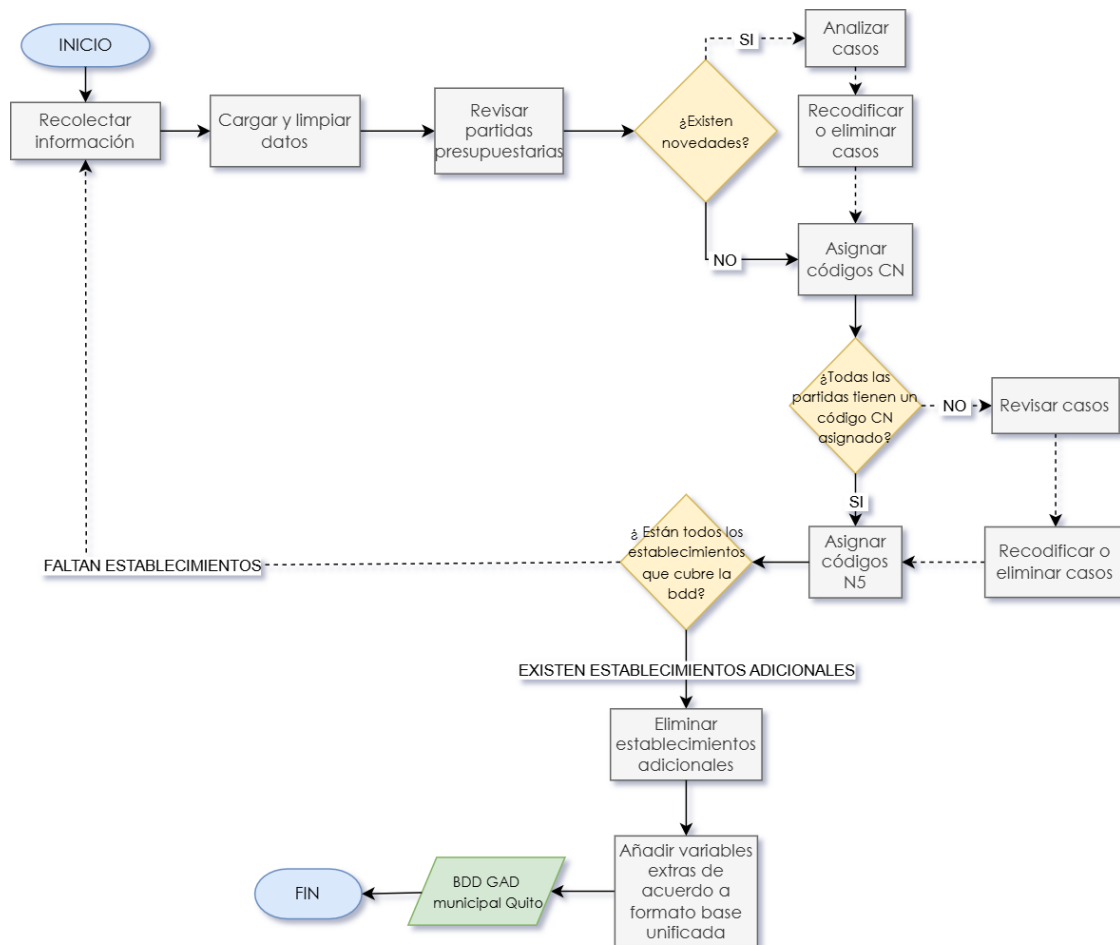 INICIO
Recolectar
información
Cargar y limpiar
datos
Revisar
partidas
presupuestarias
¿Existen
novedades?
SI
Analizar
casos
Recodificar
o eliminar
casos
NO
Asignar
códigos CN
¿Todas las
partidas tienen un
código CN
asignado?
NO
Revisar casos
SI
Recodificar o
eliminar casos
Asignar
códigos
N5
¿ Están todos los
establecimientos
que cubre la
bdd?
FALTAN ESTABLECIMIENTOS
EXISTEN ESTABLECIMIENTOS ADICIONALES
Eliminar
establecimientos
adicionales
Añadir variables
extras de
acuerdo a
formato base
unificada
BDD GAD
municipal Quito
FIN